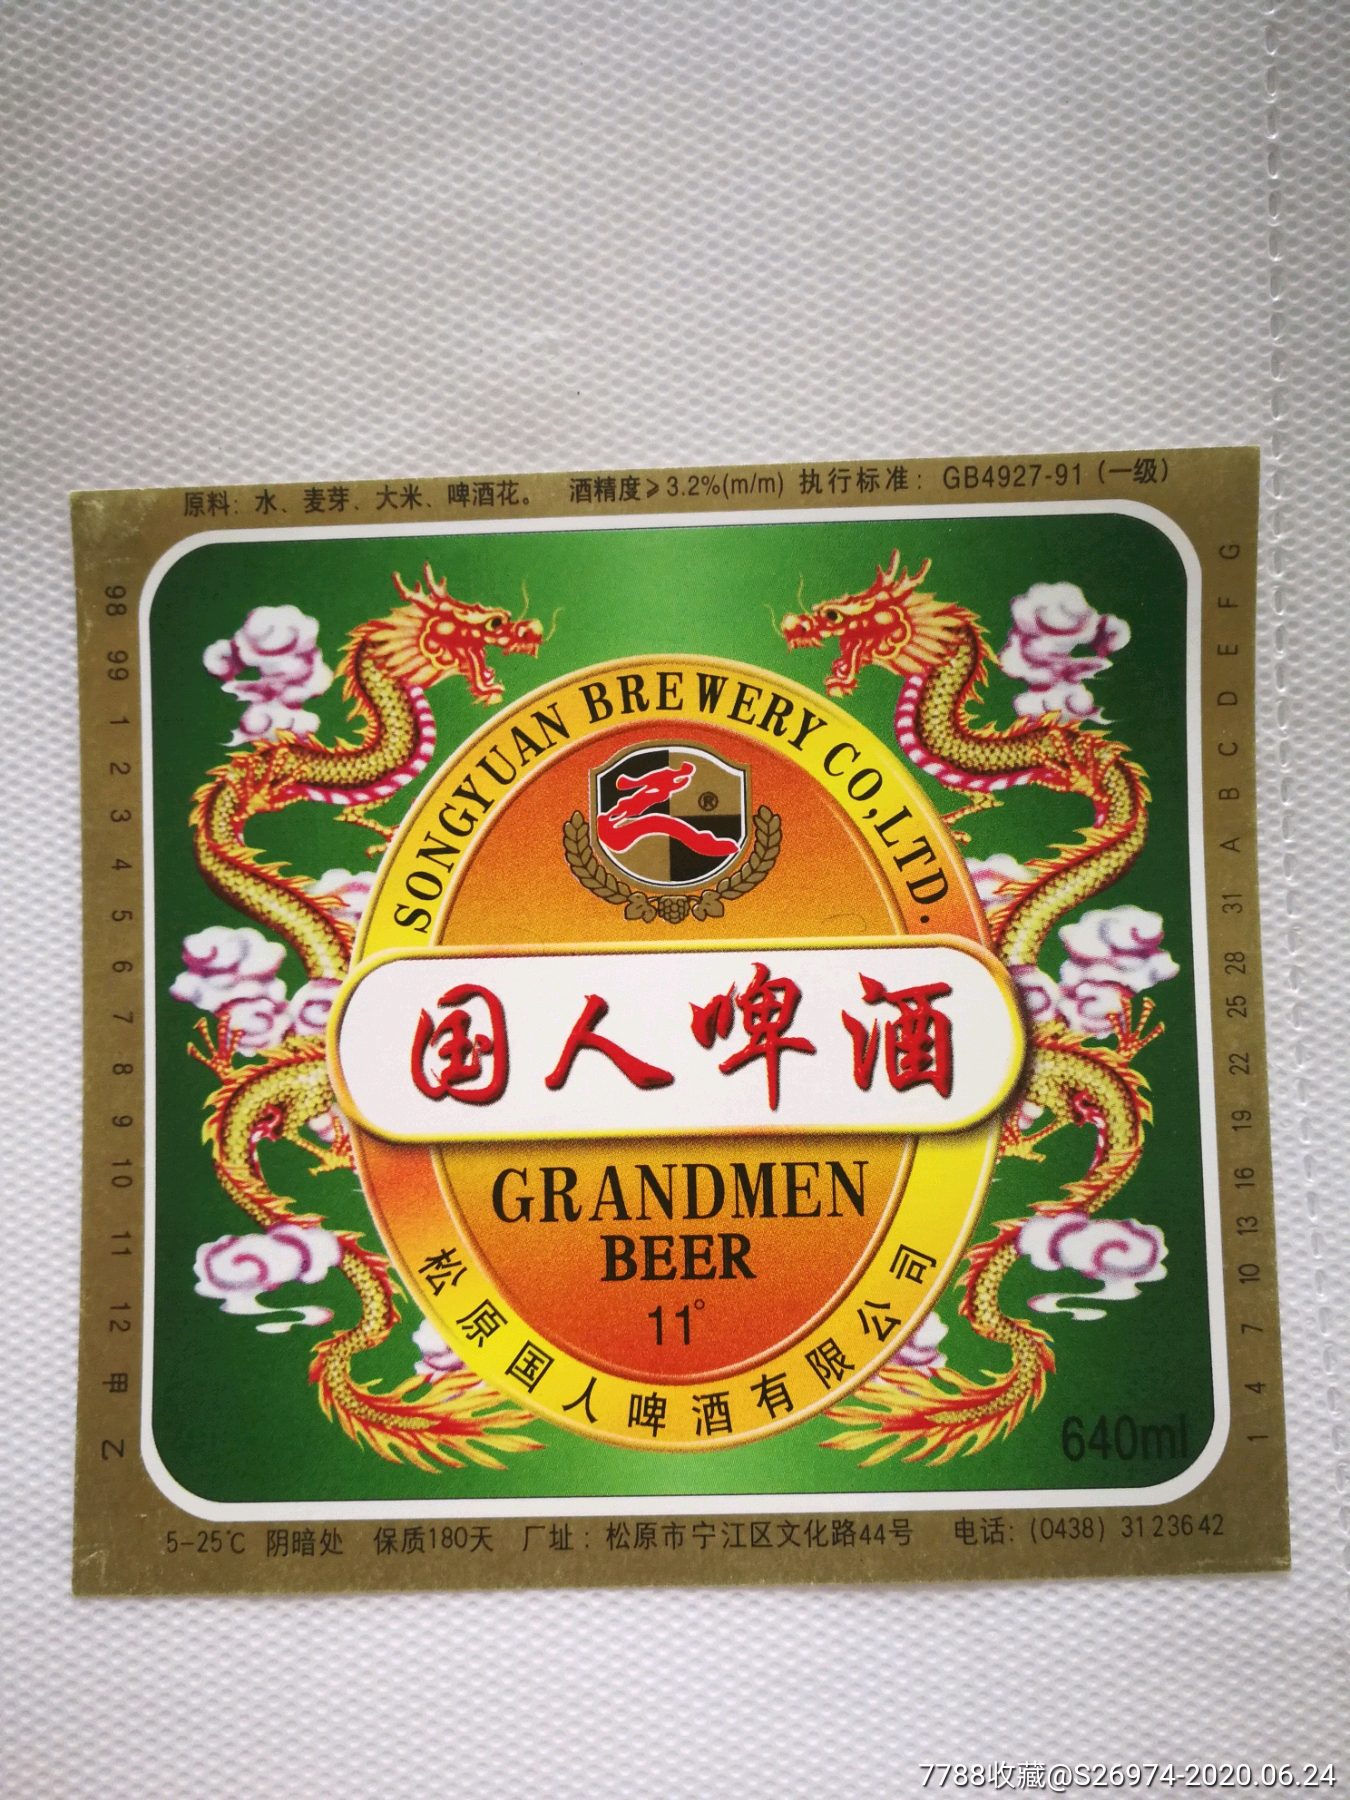 原料：水、麦芽、大米、啤酒花。 酒精度≥3.2%(m/m) 执行标准：GB4927-91（一级）
98 99 1 2 3 4 5 6 7 8 9 10 11 12 甲 乙
G F E D C B A 31 28 25 22 19 16 13 10 7 4 1
SONGYUAN BREWERY CO,LTD.
®
国人啤酒
GRANDMEN
BEER
11°
松原国人啤酒有限公司
640ml
5-25℃ 阴暗处 保质180天 厂址：松原市宁江区文化路44号 电话：(0438) 3123642
7788收藏@S26974-2020.06.24